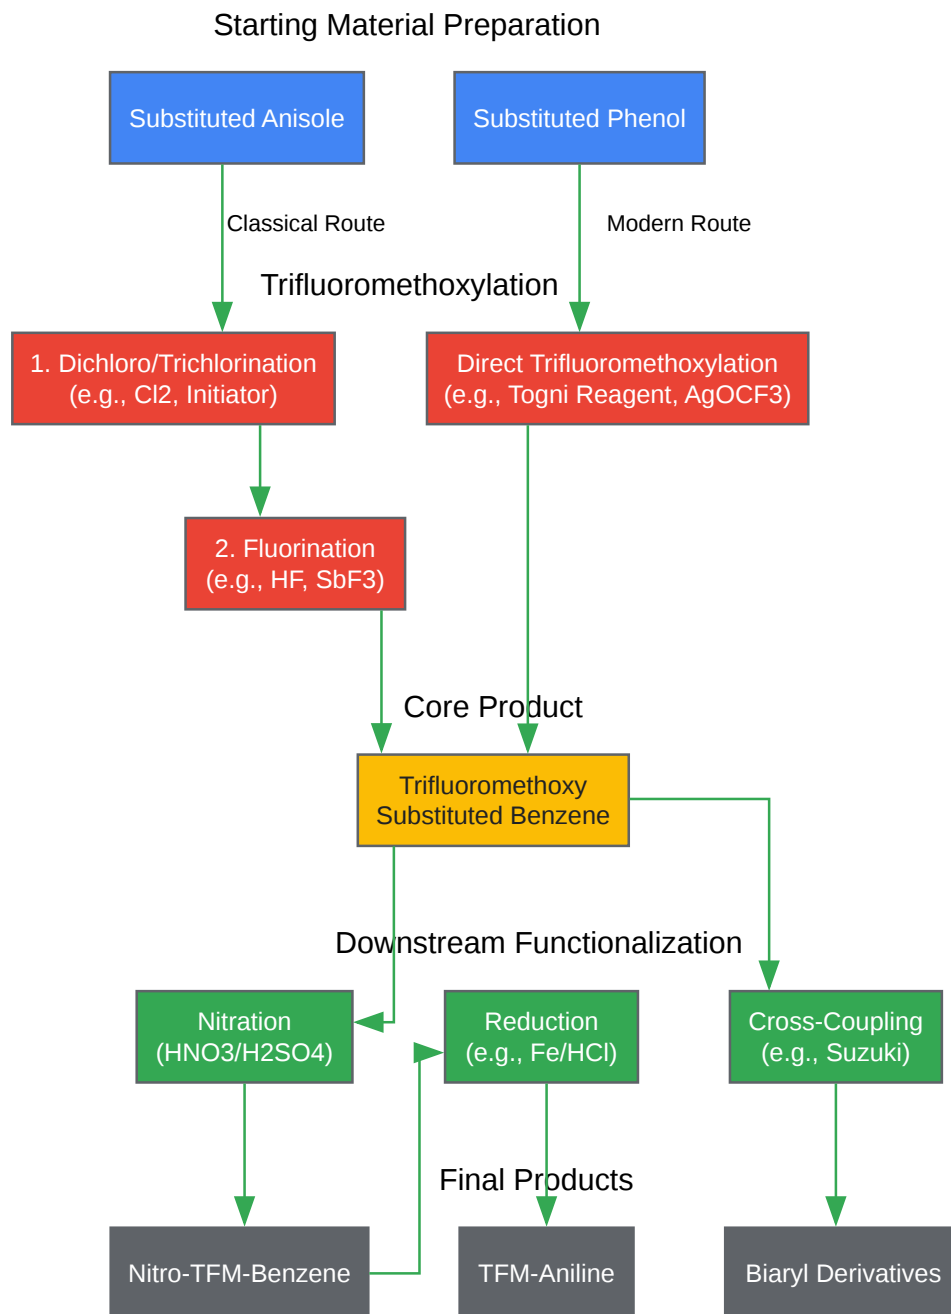 Starting Material Preparation
Substituted Anisole
Substituted Phenol
Classical Route
Modern Route
Trifluoromethoxylation
1. Dichloro/Trichlorination
(e.g., Cl2, Initiator)
Direct Trifluoromethoxylation
(e.g., Togni Reagent, AgOCF3)
2. Fluorination
(e.g., HF, SbF3)
Core Product
Trifluoromethoxy
Substituted Benzene
Downstream Functionalization
Nitration
(HNO3/H2SO4)
Reduction
(e.g., Fe/HCl)
Cross-Coupling
(e.g., Suzuki)
Final Products
Nitro-TFM-Benzene
TFM-Aniline
Biaryl Derivatives